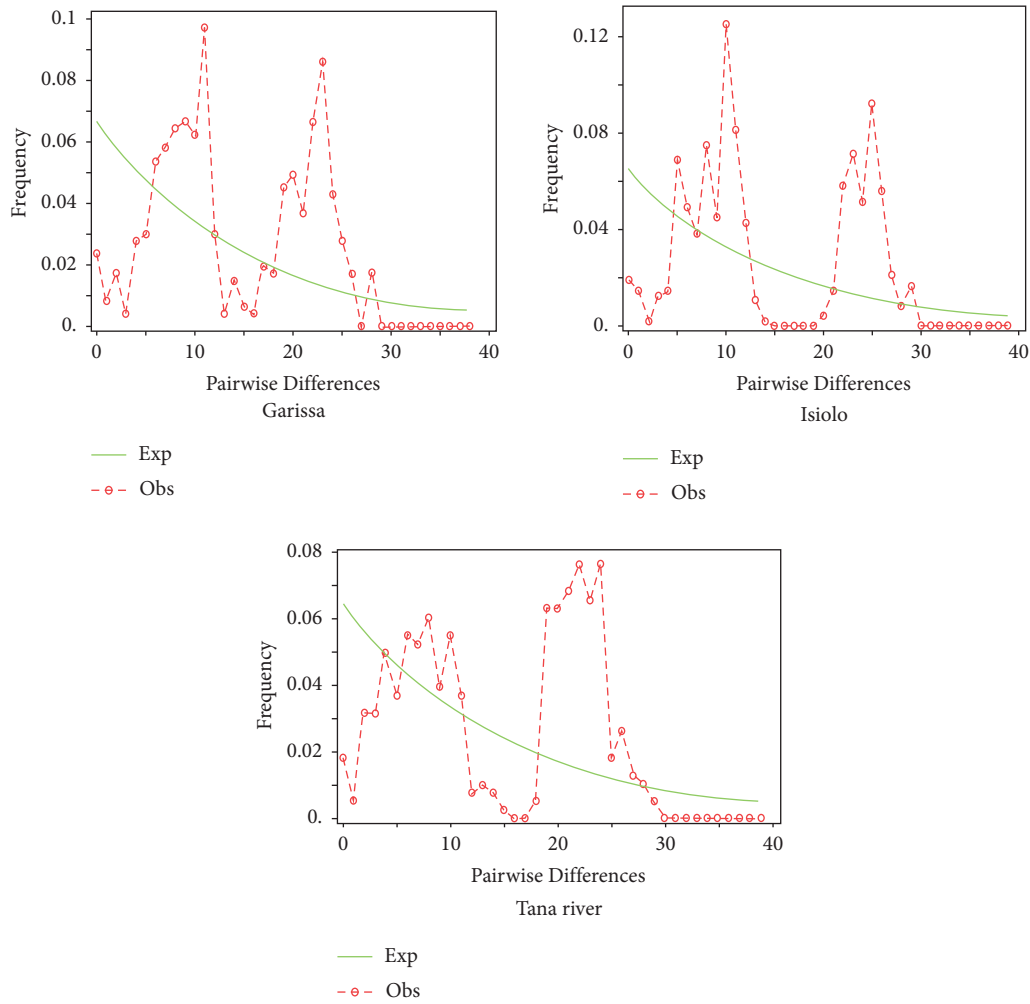 0.1
0.08
0.06
0.04
0.02
0.
Frequency
0 10 20 30 40
Pairwise Differences
Garissa
Exp
Obs
0.12
0.08
0.04
0.
Frequency
0 10 20 30 40
Pairwise Differences
Isiolo
Exp
Obs
0.08
0.06
0.04
0.02
0.
Frequency
0 10 20 30 40
Pairwise Differences
Tana river
Exp
Obs